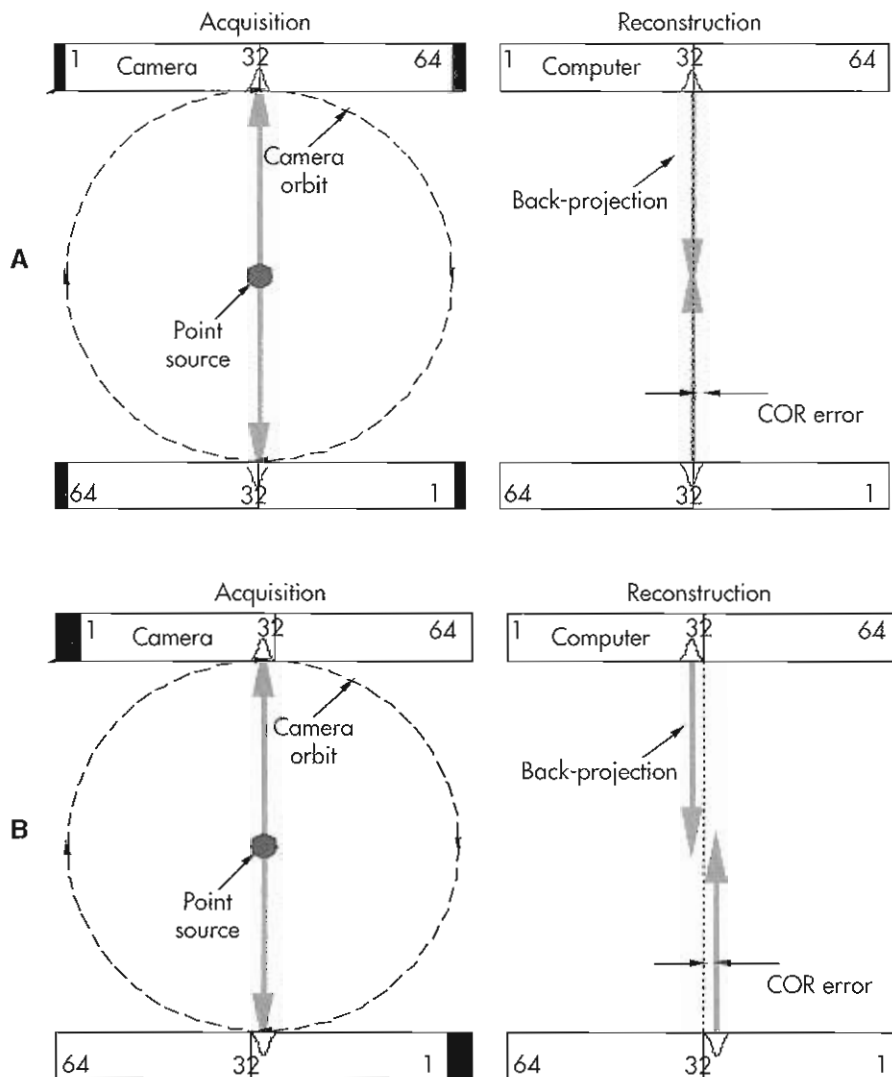 Acquisition
Reconstruction
1 Camera 32 64
1 Computer 32 64
Camera
orbit
Back-projection
A
Point
source
COR error
64 32 1
64 32 1
Acquisition
Reconstruction
1 Camera 32 64
1 Computer 32 64
Camera
orbit
Back-projection
B
Point
source
COR error
64 32 1
64 32 1